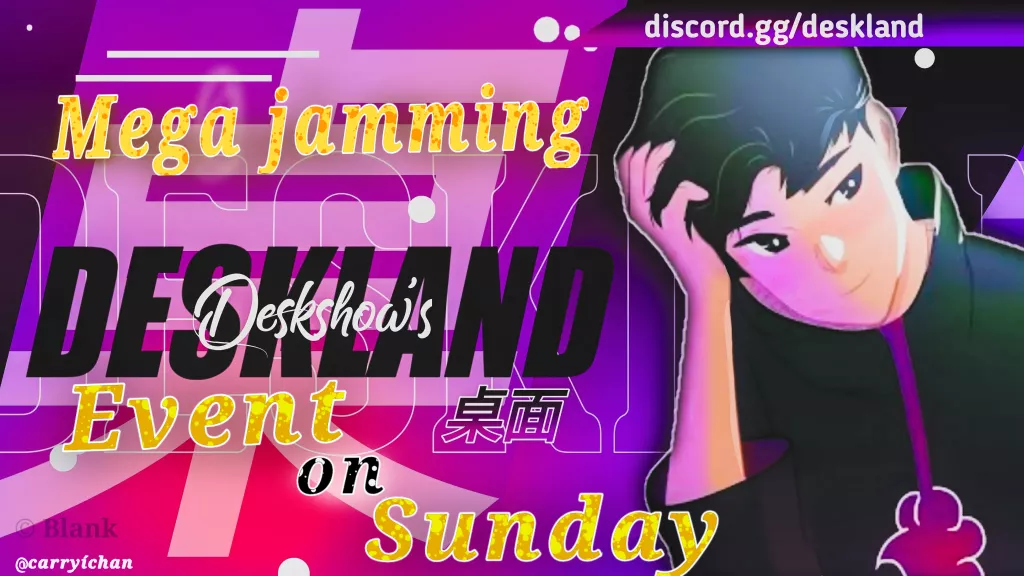 discord.gg/deskland
Mega jamming
DESKLAND
Deskshow's
Event
桌面
on
Sunday
© Blank
@carryichan